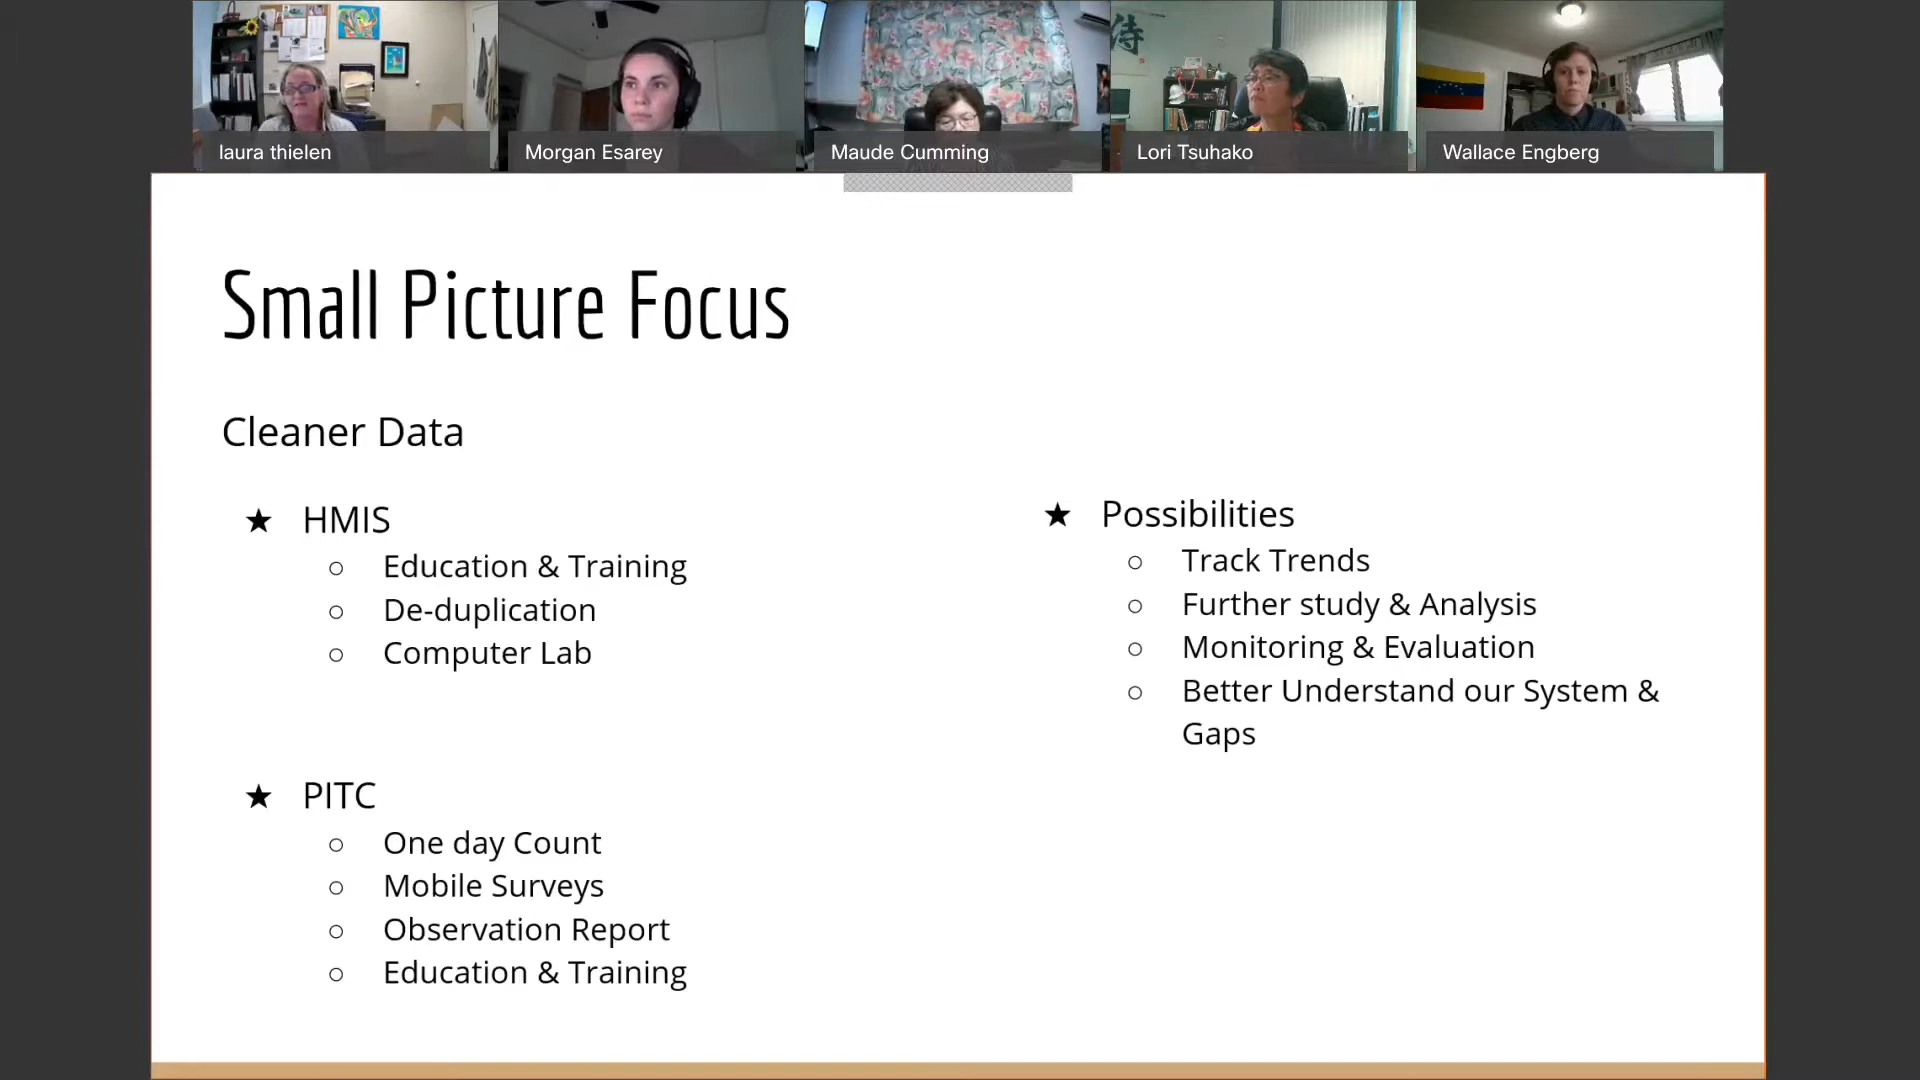 laura thielen
Morgan Esarey
Maude Cumming
Lori Tsuhako
Wallace Engberg
侍
Small Picture Focus
Cleaner Data
★ HMIS
○ Education & Training
○ De-duplication
○ Computer Lab
★ PITC
○ One day Count
○ Mobile Surveys
○ Observation Report
○ Education & Training
★ Possibilities
○ Track Trends
○ Further study & Analysis
○ Monitoring & Evaluation
○ Better Understand our System &
Gaps